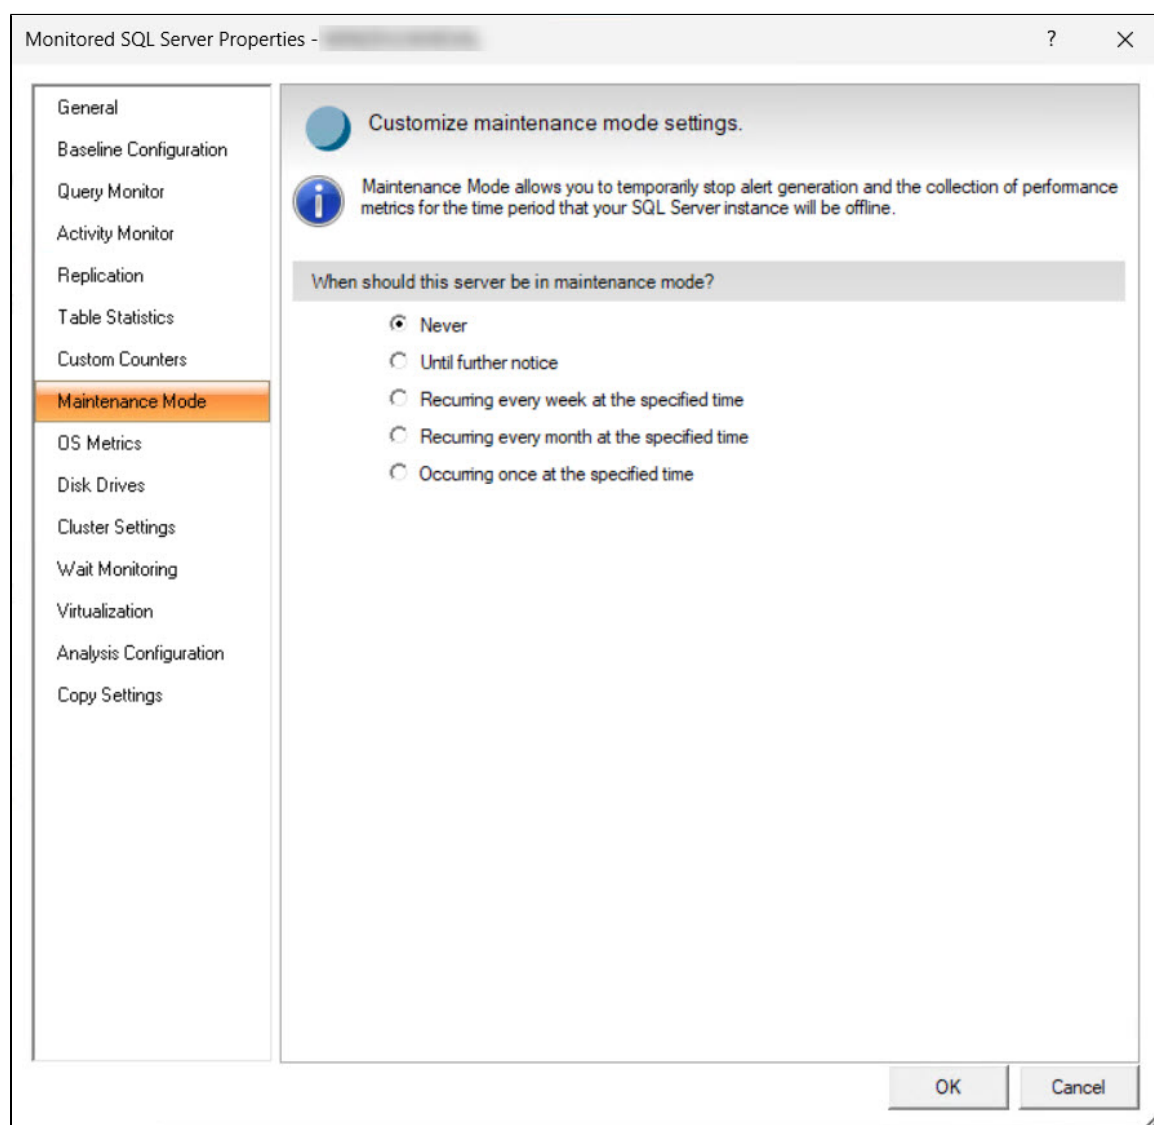 Monitored SQL Server Properties -
?
General
Baseline Configuration
Query Monitor
Activity Monitor
Replication
Table Statistics
Custom Counters
Maintenance Mode
OS Metrics
Disk Drives
Cluster Settings
Wait Monitoring
Virtualization
Analysis Configuration
Copy Settings
Customize maintenance mode settings.
Maintenance Mode allows you to temporarily stop alert generation and the collection of performance
metrics for the time period that your SQL Server instance will be offline.
When should this server be in maintenance mode?
Never
Until further notice
Recurring every week at the specified time
Recurring every month at the specified time
Occurring once at the specified time
OK
Cancel